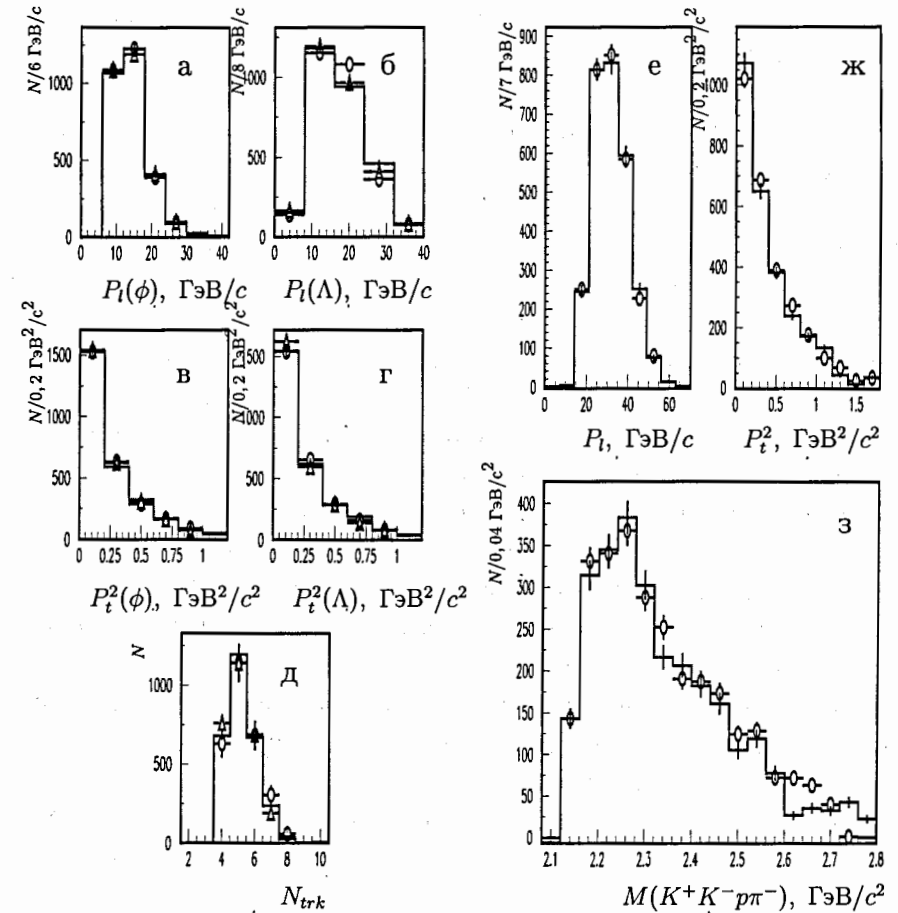 N/6 ГэВ/c
а
1000
500
0
0 10 20 30 40
P_l(ϕ), ГэВ/c
N/8 ГэВ/c
б
1000
500
0
0 10 20 30 40
P_l(Λ), ГэВ/c
N/0,2 ГэВ²/c²
в
1500
1000
500
0
0 0.25 0.5 0.75 1
P_t²(ϕ), ГэВ²/c²
N/0,2 ГэВ²/c²
г
1500
1000
500
0
0 0.25 0.5 0.75 1
P_t²(Λ), ГэВ²/c²
N
д
1000
500
0
2 4 6 8 10
N_trk
N/7 ГэВ/c
е
900
800
700
600
500
400
300
200
100
0
0 20 40 60
P_l, ГэВ/c
N/0,2 ГэВ²/c²
ж
1000
800
600
400
200
0
0 0.5 1 1.5
P_t², ГэВ²/c²
N/0,04 ГэВ/c²
з
400
350
300
250
200
150
100
50
0
2.1 2.2 2.3 2.4 2.5 2.6 2.7 2.8
M(K⁺K⁻pπ⁻), ГэВ/c²